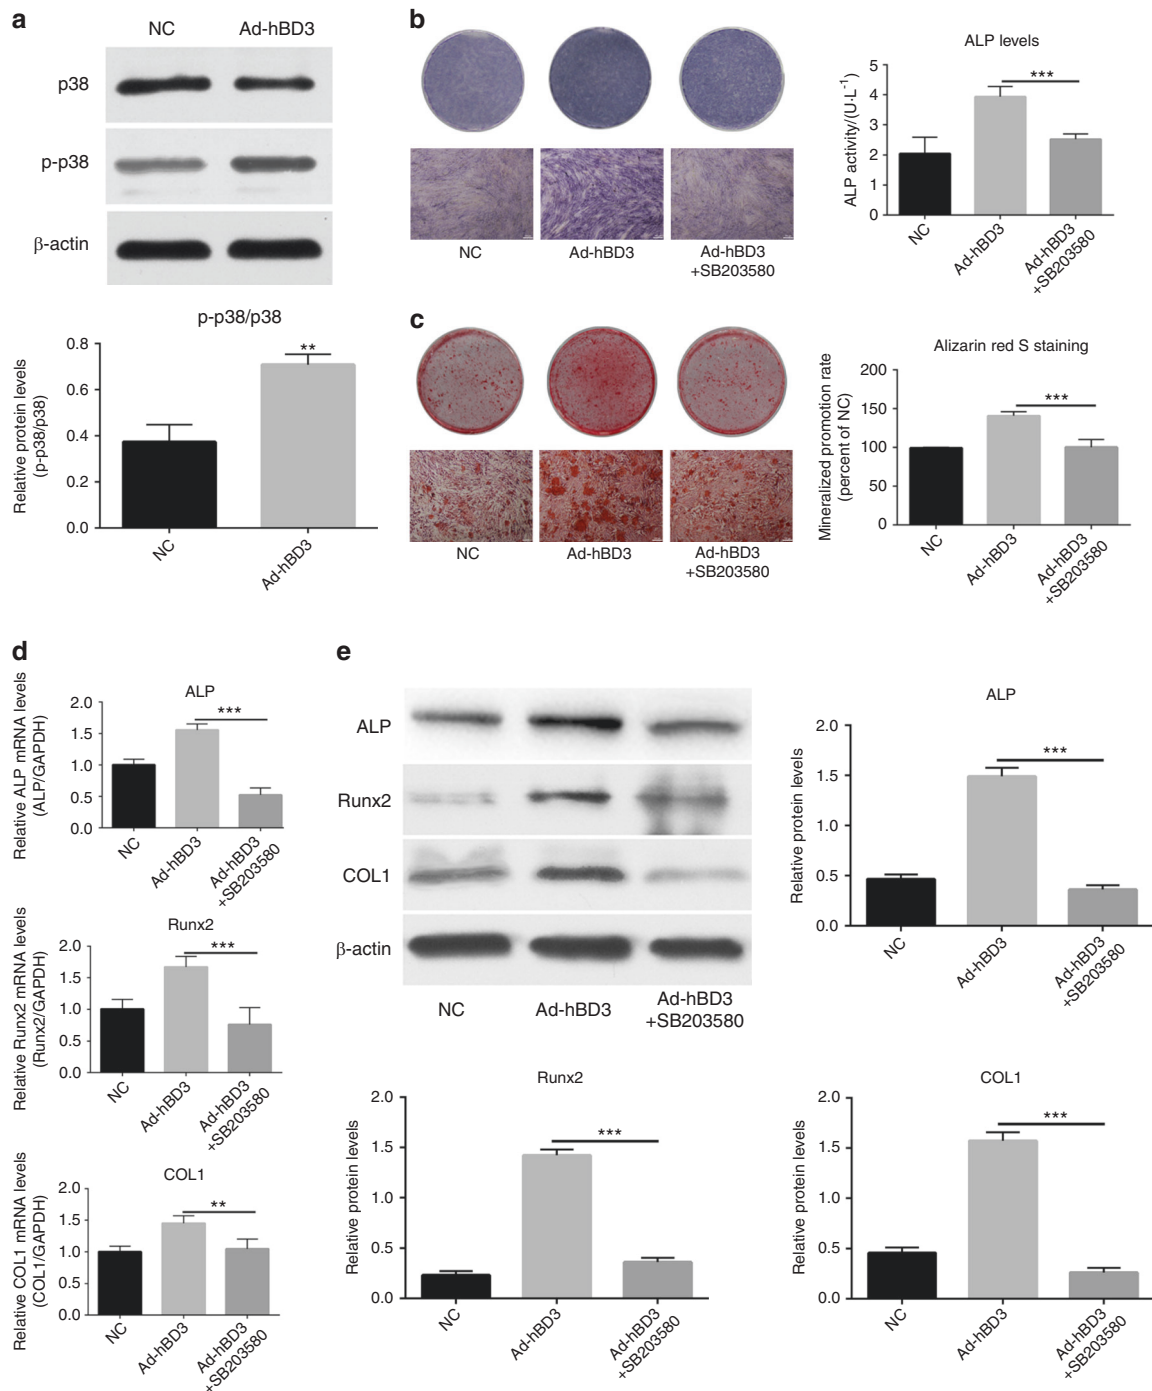 a
NC Ad-hBD3
p38
p-p38
β-actin
p-p38/p38
Relative protein levels
(p-p38/p38)
0.8
**
0.6
0.4
0.2
0.0
NC
Ad-hBD3
b
NC
Ad-hBD3
Ad-hBD3
+SB203580
ALP levels
ALP activity/(U·L-1)
5
4
3
2
1
0
***
NC
Ad-hBD3
Ad-hBD3
+SB203580
c
NC
Ad-hBD3
Ad-hBD3
+SB203580
Alizarin red S staining
Mineralized promotion rate
(percent of NC)
200
150
100
50
0
***
NC
Ad-hBD3
Ad-hBD3
+SB203580
d
ALP
Relative ALP mRNA levels
(ALP/GAPDH)
2.0
1.5
1.0
0.5
0.0
***
NC
Ad-hBD3
Ad-hBD3
+SB203580
Runx2
Relative Runx2 mRNA levels
(Runx2/GAPDH)
2.0
1.5
1.0
0.5
0.0
***
NC
Ad-hBD3
Ad-hBD3
+SB203580
COL1
Relative COL1 mRNA levels
(COL1/GAPDH)
2.0
1.5
1.0
0.5
0.0
**
NC
Ad-hBD3
Ad-hBD3
+SB203580
e
ALP
Runx2
COL1
β-actin
NC
Ad-hBD3
Ad-hBD3
+SB203580
ALP
Relative protein levels
2.0
1.5
1.0
0.5
0.0
***
NC
Ad-hBD3
Ad-hBD3
+SB203580
Runx2
Relative protein levels
2.0
1.5
1.0
0.5
0.0
***
NC
Ad-hBD3
Ad-hBD3
+SB203580
COL1
Relative protein levels
2.0
1.5
1.0
0.5
0.0
***
NC
Ad-hBD3
Ad-hBD3
+SB203580